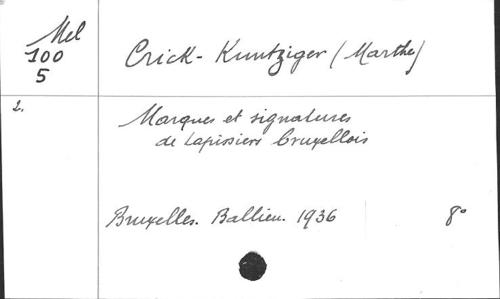 Mel
100
5
Crick-Kuntziger (Marthe)
2.
Marques et signatures
de tapissiers bruxellois
Bruxelles. Ballieu. 1936
8°